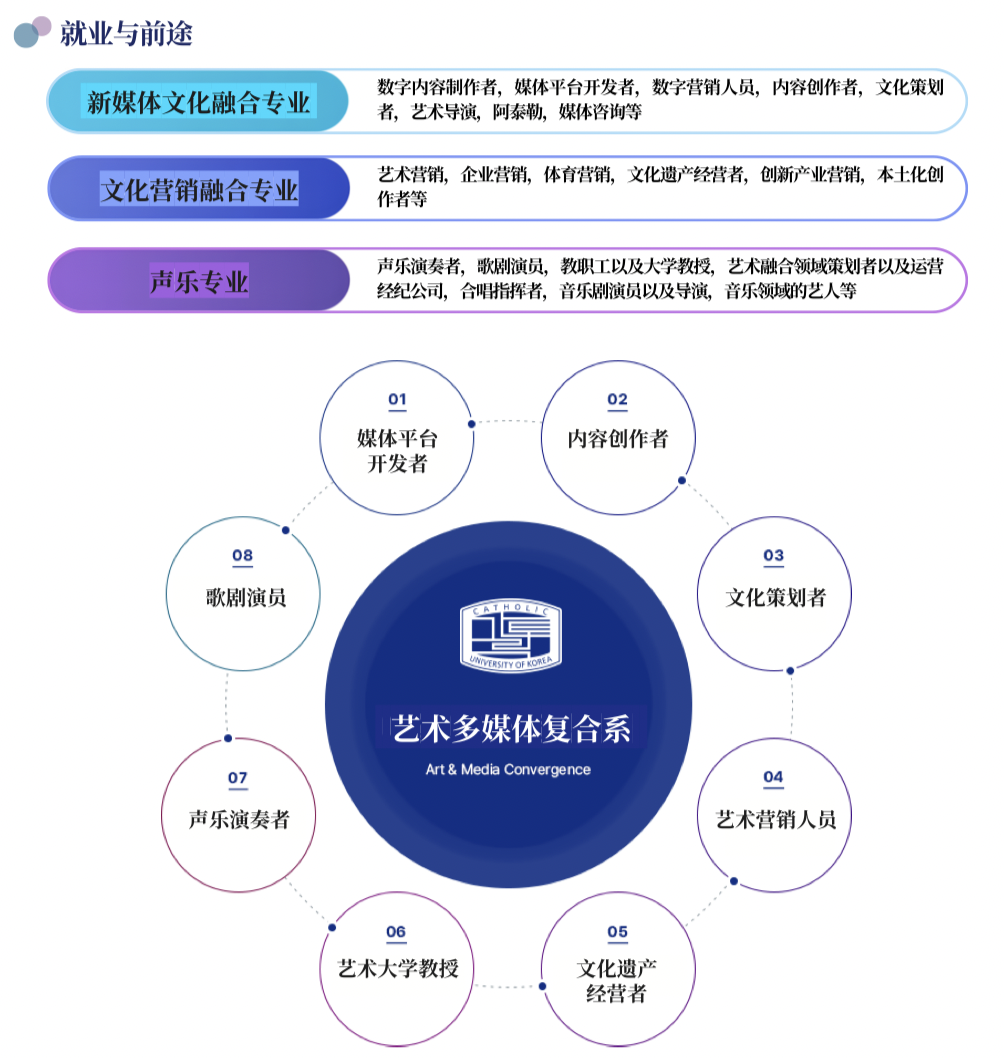 就业与前途
新媒体文化融合专业
数字内容制作者，媒体平台开发者，数字营销人员，内容创作者，文化策划
者，艺术导演，阿泰勒，媒体咨询等
文化营销融合专业
艺术营销，企业营销，体育营销，文化遗产经营者，创新产业营销，本土化创
作者等
声乐专业
声乐演奏者，歌剧演员，教职工以及大学教授，艺术融合领域策划者以及运营
经纪公司，合唱指挥者，音乐剧演员以及导演，音乐领域的艺人等
01
媒体平台
开发者
02
内容创作者
03
文化策划者
04
艺术营销人员
05
文化遗产
经营者
06
艺术大学教授
07
声乐演奏者
08
歌剧演员
CATHOLIC
UNIVERSITY OF KOREA
艺术多媒体复合系
Art & Media Convergence